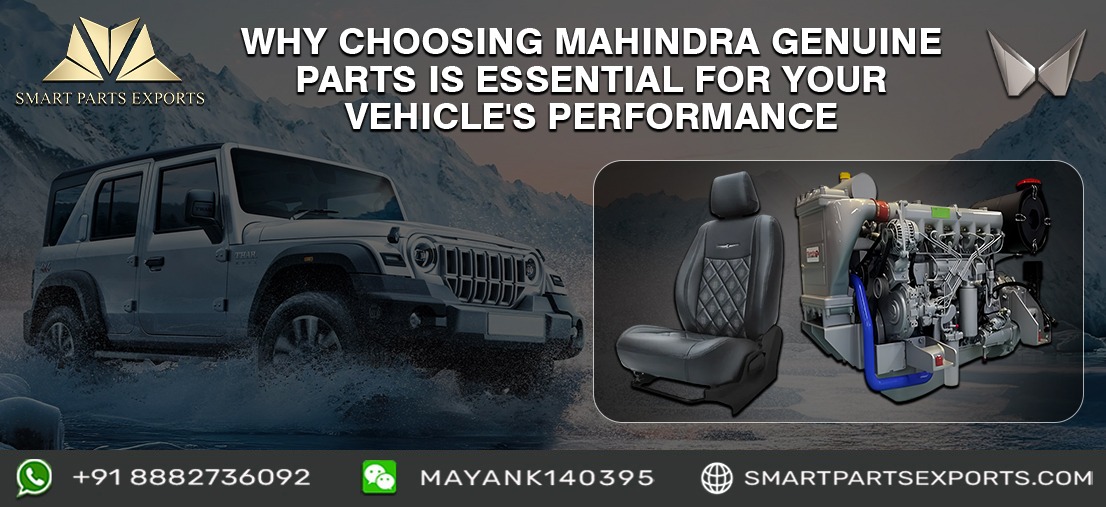 SMART PARTS EXPORTS
WHY CHOOSING MAHINDRA GENUINE
PARTS IS ESSENTIAL FOR YOUR
VEHICLE'S PERFORMANCE
+91 8882736092
MAYANK140395
SMARTPARTSEXPORTS.COM